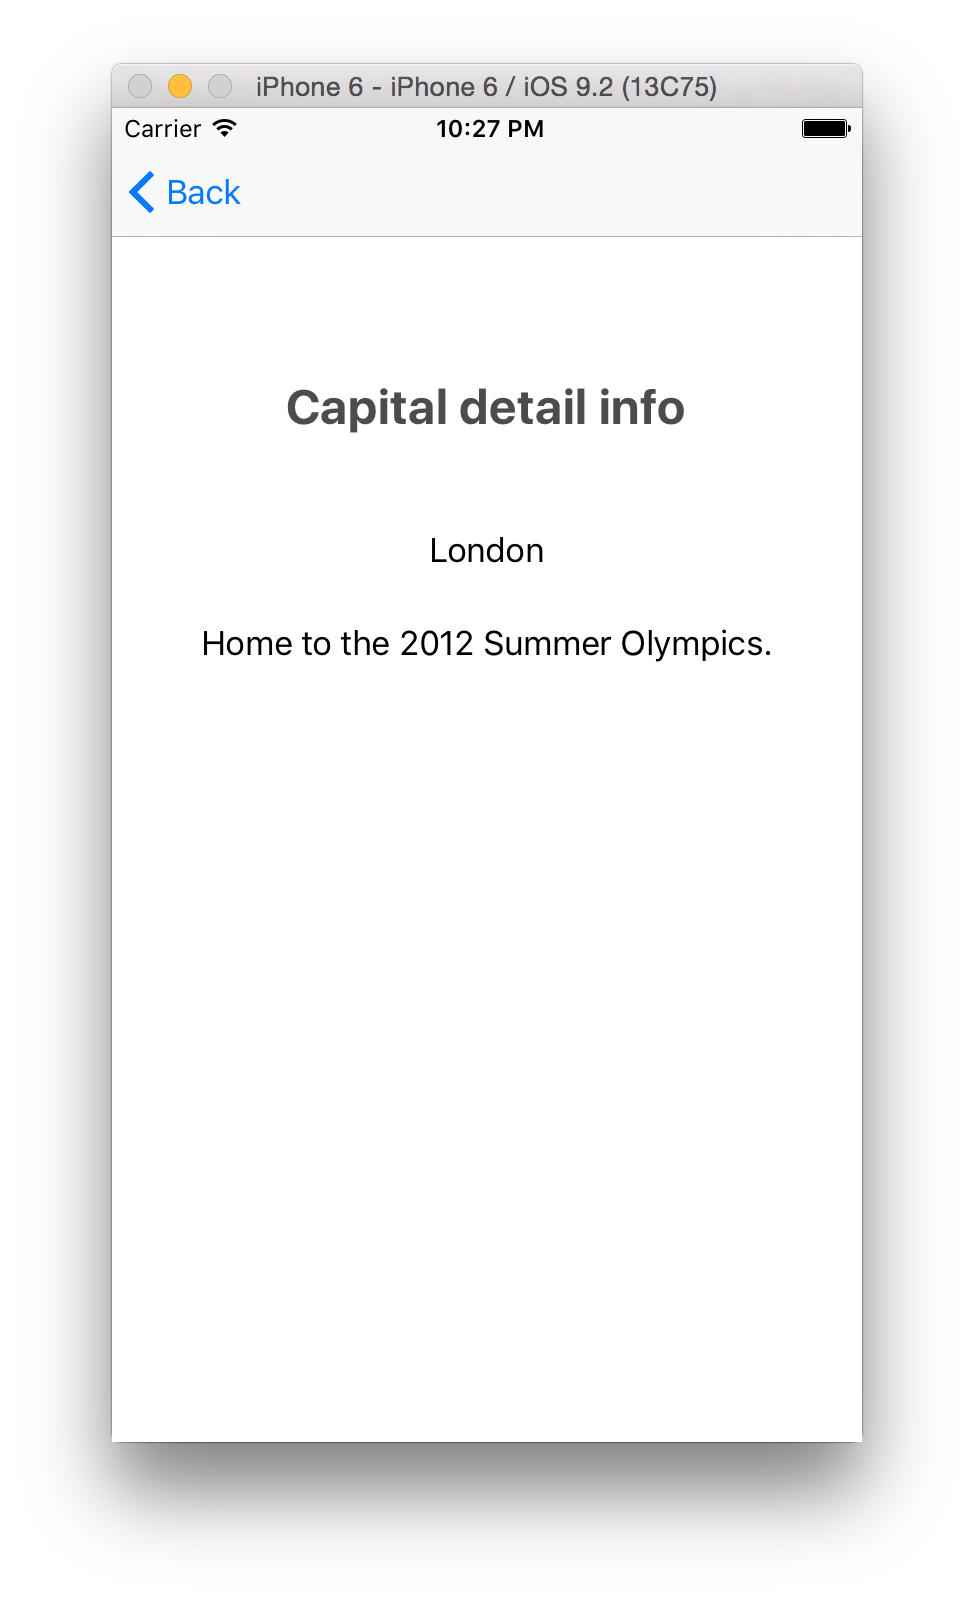 iPhone 6 - iPhone 6 / iOS 9.2 (13C75)
Carrier 10:27 PM
Back
Capital detail info
London
Home to the 2012 Summer Olympics.